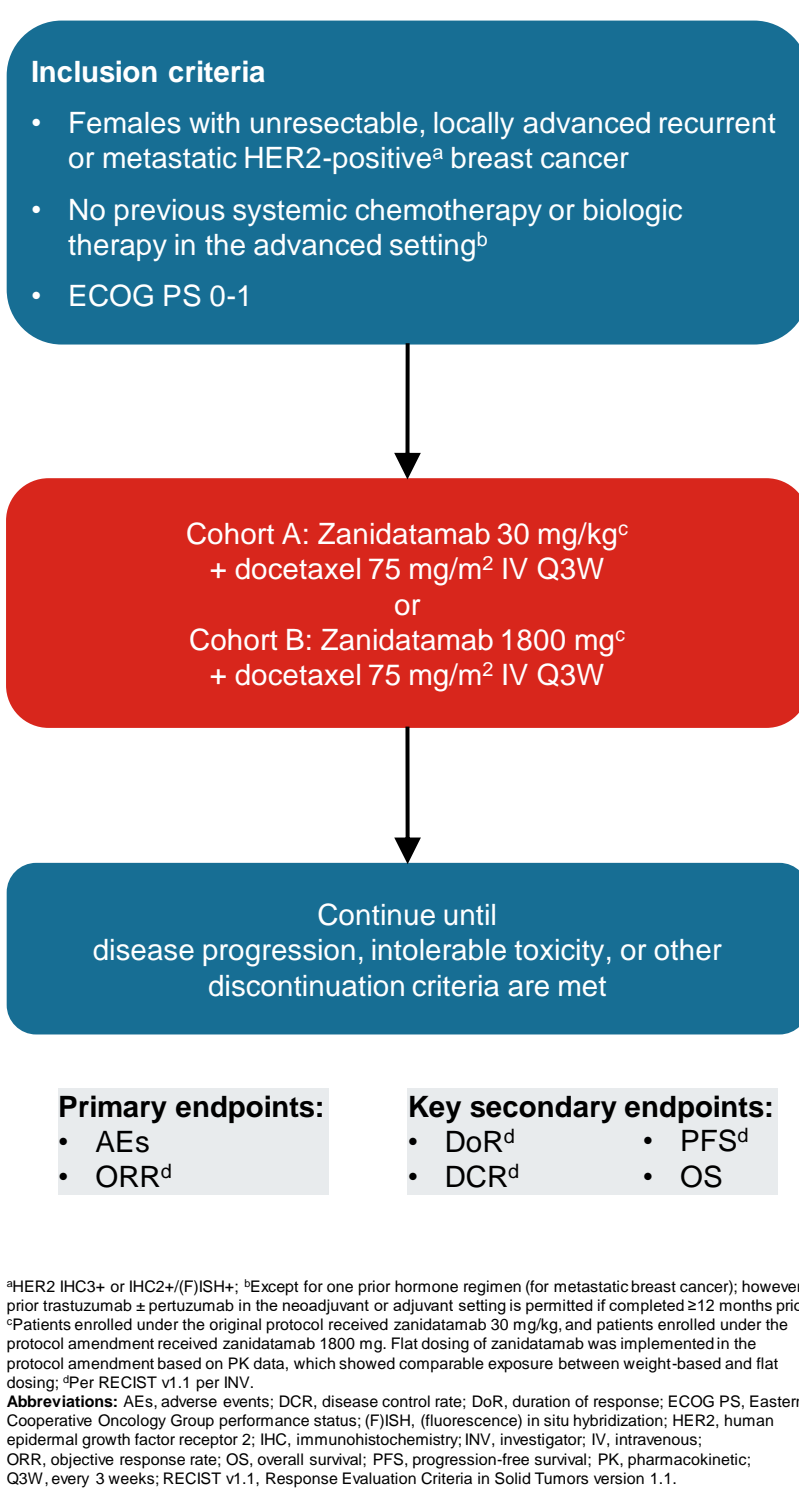 Inclusion criteria
• Females with unresectable, locally advanced recurrent
or metastatic HER2-positiveᵃ breast cancer
• No previous systemic chemotherapy or biologic
therapy in the advanced settingᵇ
• ECOG PS 0-1
Cohort A: Zanidatamab 30 mg/kgᶜ
+ docetaxel 75 mg/m² IV Q3W
or
Cohort B: Zanidatamab 1800 mgᶜ
+ docetaxel 75 mg/m² IV Q3W
Continue until
disease progression, intolerable toxicity, or other
discontinuation criteria are met
Primary endpoints:
• AEs
• ORRᵈ
Key secondary endpoints:
• DoRᵈ • PFSᵈ
• DCRᵈ • OS
ᵃHER2 IHC3+ or IHC2+/(F)ISH+; ᵇExcept for one prior hormone regimen (for metastatic breast cancer); however
prior trastuzumab ± pertuzumab in the neoadjuvant or adjuvant setting is permitted if completed ≥12 months
ᶜPatients enrolled under the original protocol received zanidatamab 30 mg/kg, and patients enrolled under the
protocol amendment received zanidatamab 1800 mg. Flat dosing of zanidatamab was implemented in the
protocol amendment based on PK data, which showed comparable exposure between weight-based and flat
dosing; ᵈPer RECIST v1.1 per INV.
Abbreviations: AEs, adverse events; DCR, disease control rate; DoR, duration of response; ECOG PS, Eastern
Cooperative Oncology Group performance status; (F)ISH, (fluorescence) in situ hybridization; HER2, human
epidermal growth factor receptor 2; IHC, immunohistochemistry; INV, investigator; IV, intravenous;
ORR, objective response rate; OS, overall survival; PFS, progression-free survival; PK, pharmacokinetic;
Q3W, every 3 weeks; RECIST v1.1, Response Evaluation Criteria in Solid Tumors version 1.1.